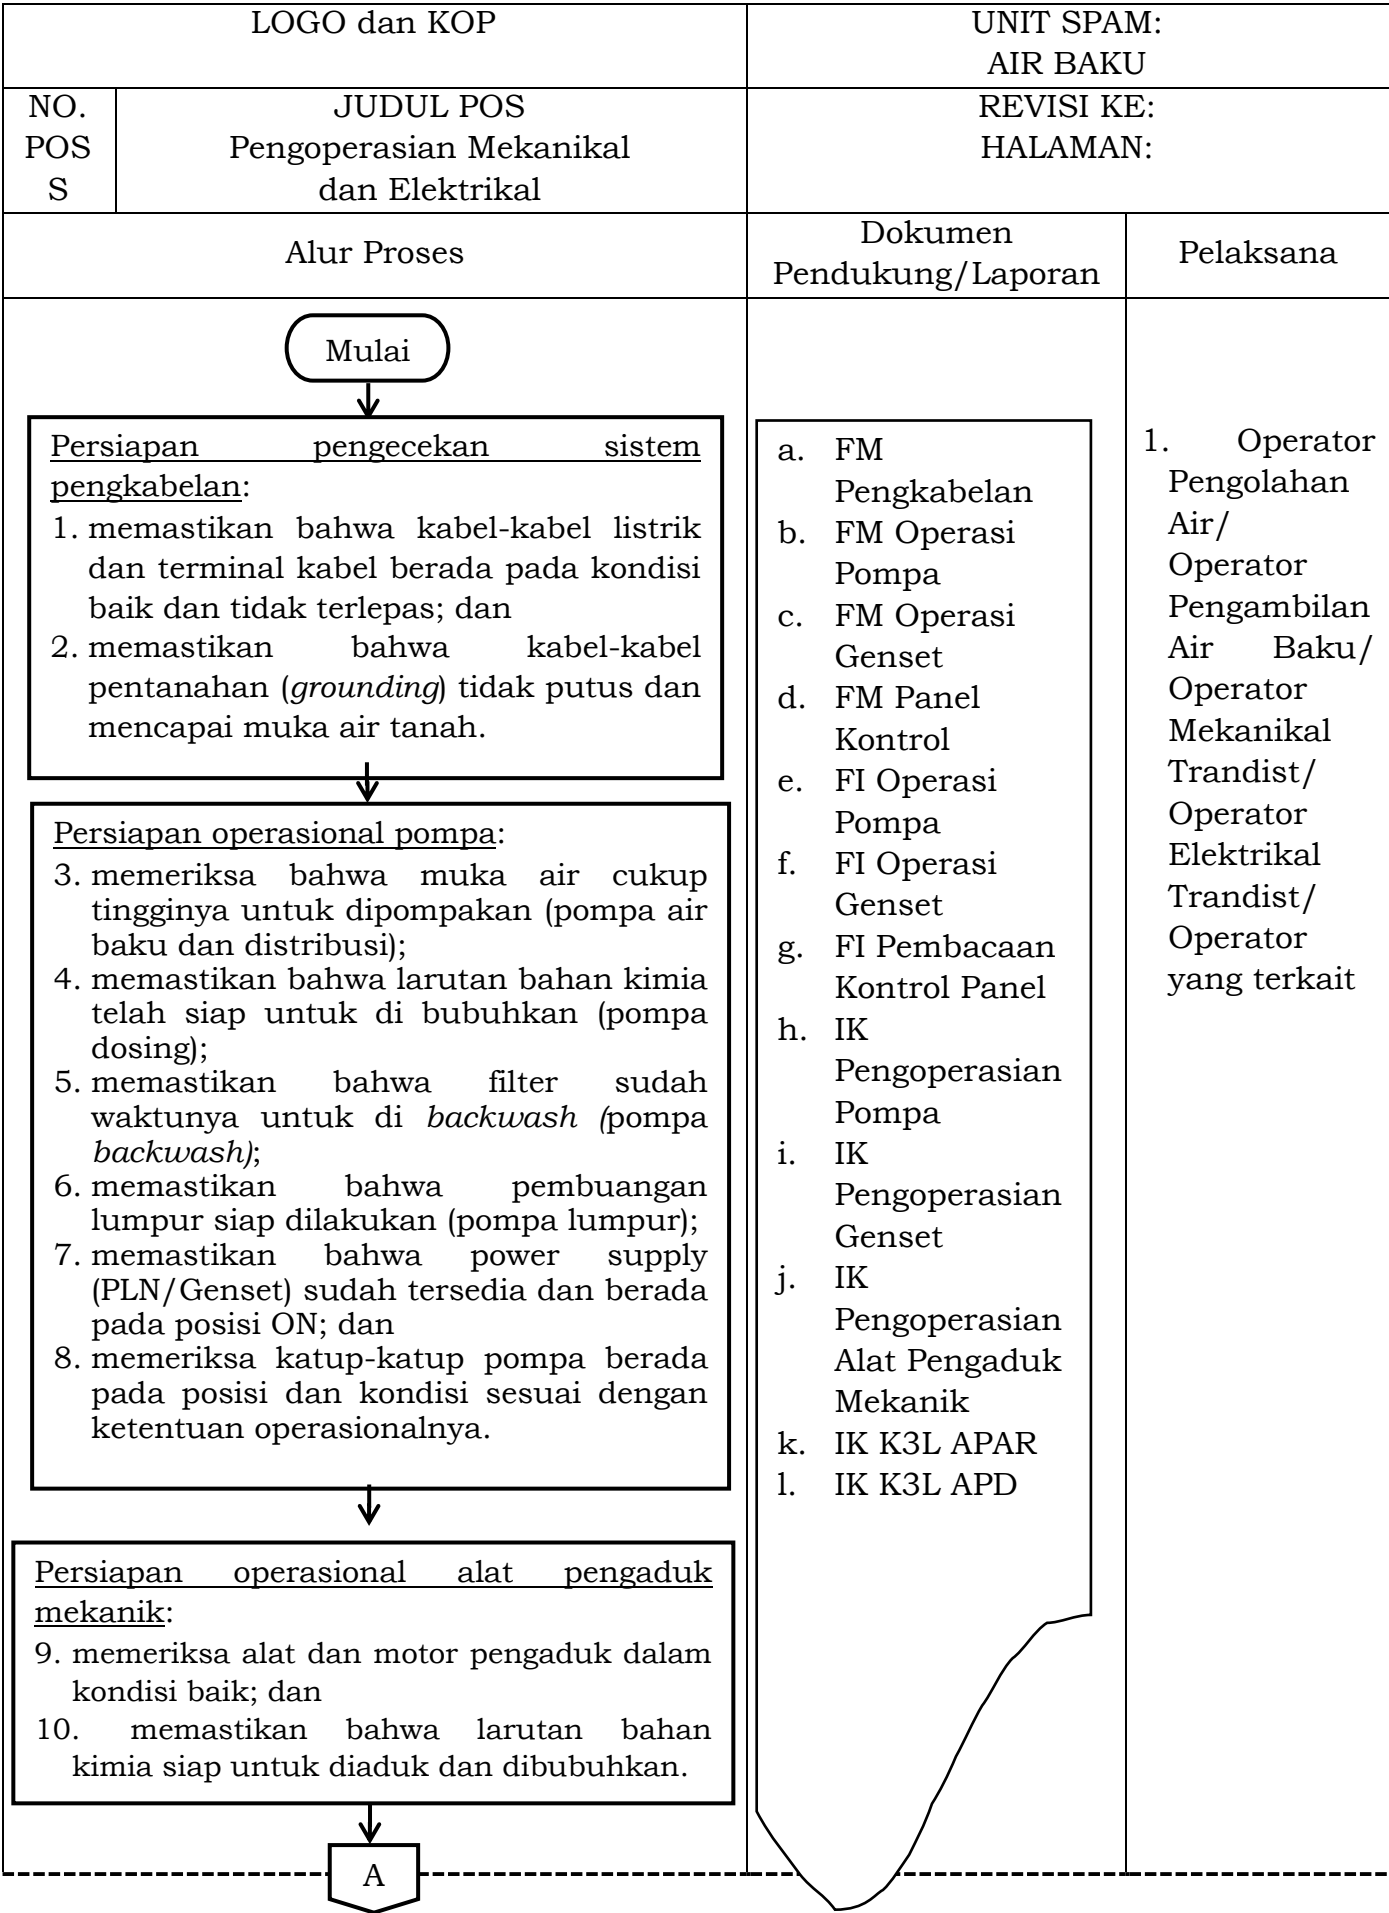 LOGO dan KOP
UNIT SPAM:
AIR BAKU
NO.
POS
S
JUDUL POS
Pengoperasian Mekanikal
dan Elektrikal
REVISI KE:
HALAMAN:
Alur Proses
Dokumen
Pendukung/Laporan
Pelaksana
Mulai
Persiapan pengecekan sistem
pengkabelan:
1. memastikan bahwa kabel-kabel listrik
dan terminal kabel berada pada kondisi
baik dan tidak terlepas; dan
2. memastikan bahwa kabel-kabel
pentanahan (grounding) tidak putus dan
mencapai muka air tanah.
Persiapan operasional pompa:
3. memeriksa bahwa muka air cukup
tingginya untuk dipompakan (pompa air
baku dan distribusi);
4. memastikan bahwa larutan bahan kimia
telah siap untuk di bubuhkan (pompa
dosing);
5. memastikan bahwa filter sudah
waktunya untuk di backwash (pompa
backwash);
6. memastikan bahwa pembuangan
lumpur siap dilakukan (pompa lumpur);
7. memastikan bahwa power supply
(PLN/Genset) sudah tersedia dan berada
pada posisi ON; dan
8. memeriksa katup-katup pompa berada
pada posisi dan kondisi sesuai dengan
ketentuan operasionalnya.
Persiapan operasional alat pengaduk
mekanik:
9. memeriksa alat dan motor pengaduk dalam
kondisi baik; dan
10. memastikan bahwa larutan bahan
kimia siap untuk diaduk dan dibubuhkan.
A
a. FM
Pengkabelan
b. FM Operasi
Pompa
c. FM Operasi
Genset
d. FM Panel
Kontrol
e. FI Operasi
Pompa
f. FI Operasi
Genset
g. FI Pembacaan
Kontrol Panel
h. IK
Pengoperasian
Pompa
i. IK
Pengoperasian
Genset
j. IK
Pengoperasian
Alat Pengaduk
Mekanik
k. IK K3L APAR
l. IK K3L APD
1. Operator
Pengolahan
Air/
Operator
Pengambilan
Air Baku/
Operator
Mekanikal
Trandist/
Operator
Elektrikal
Trandist/
Operator
yang terkait